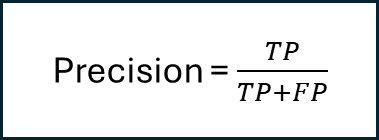 Precision = TP / TP+FP